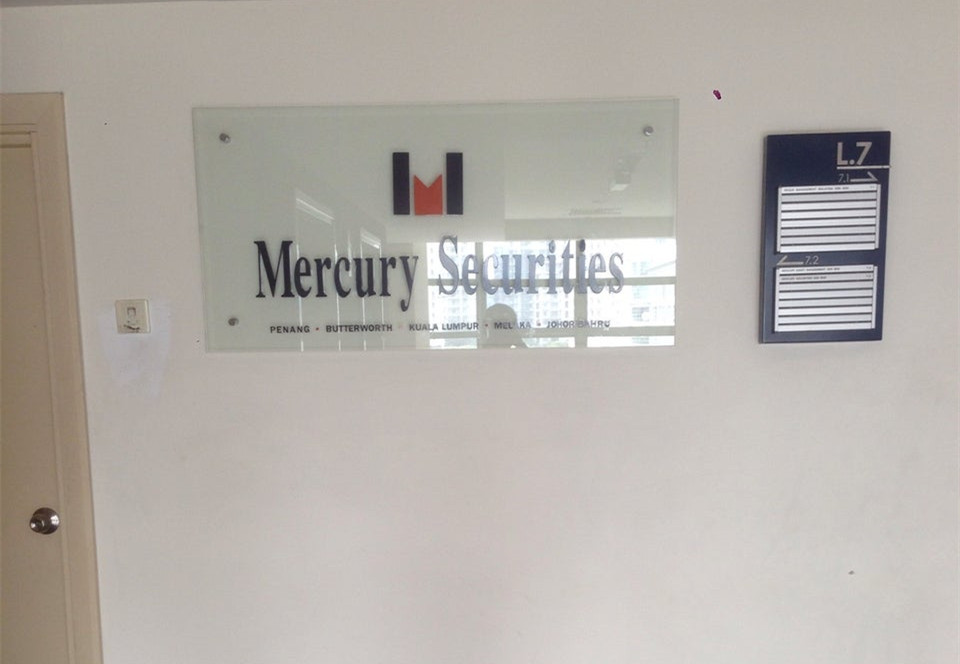 Mercury Securities
PENANG • BUTTERWORTH • KUALA LUMPUR • MELAKA • JOHOR BAHRU
L.7
7.1
7.2